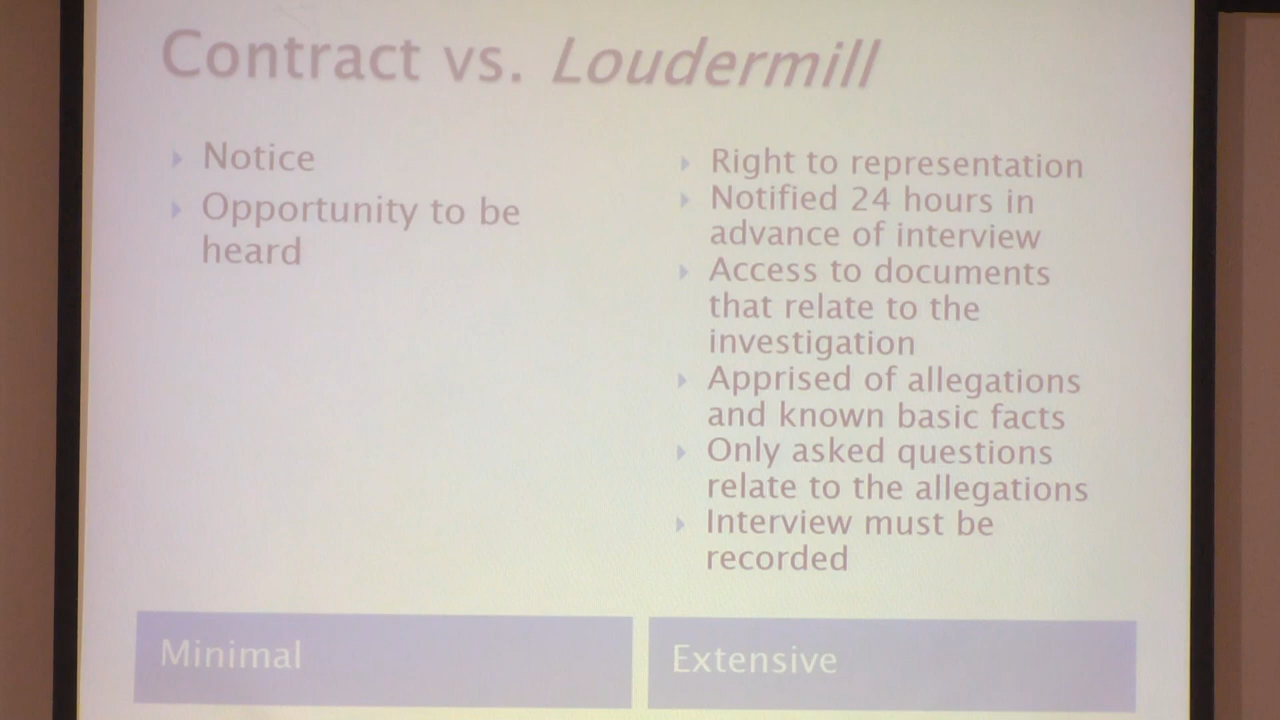 Contract vs. Loudermill
Notice
Opportunity to be
heard
Right to representation
Notified 24 hours in
advance of interview
Access to documents
that relate to the
investigation
Apprised of allegations
and known basic facts
Only asked questions
relate to the allegations
Interview must be
recorded
Minimal
Extensive